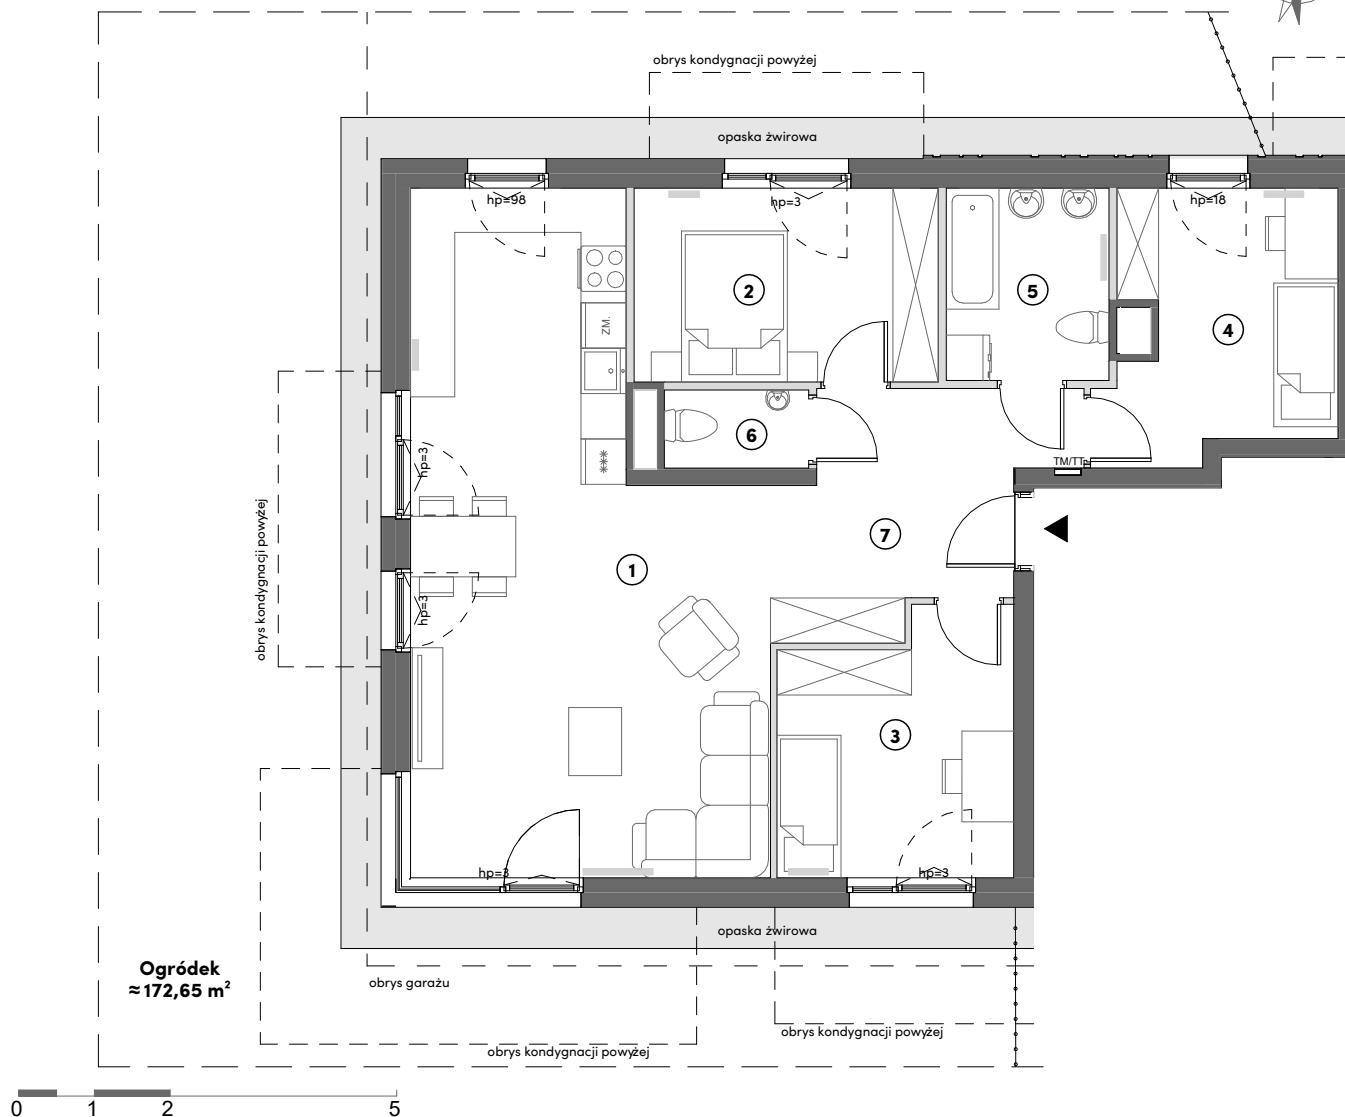 obrys kondygnacji powyżej
opaska żwirowa
hp=98
hp=3
hp=18
2
5
4
ZM.
6
***
TM/TT
hp=3
7
1
obrys kondygnacji powyżej
hp=3
3
hp=3
hp=3
opaska żwirowa
Ogródek
≈172,65 m²
obrys garażu
obrys kondygnacji powyżej
obrys kondygnacji powyżej
0 1 2 5